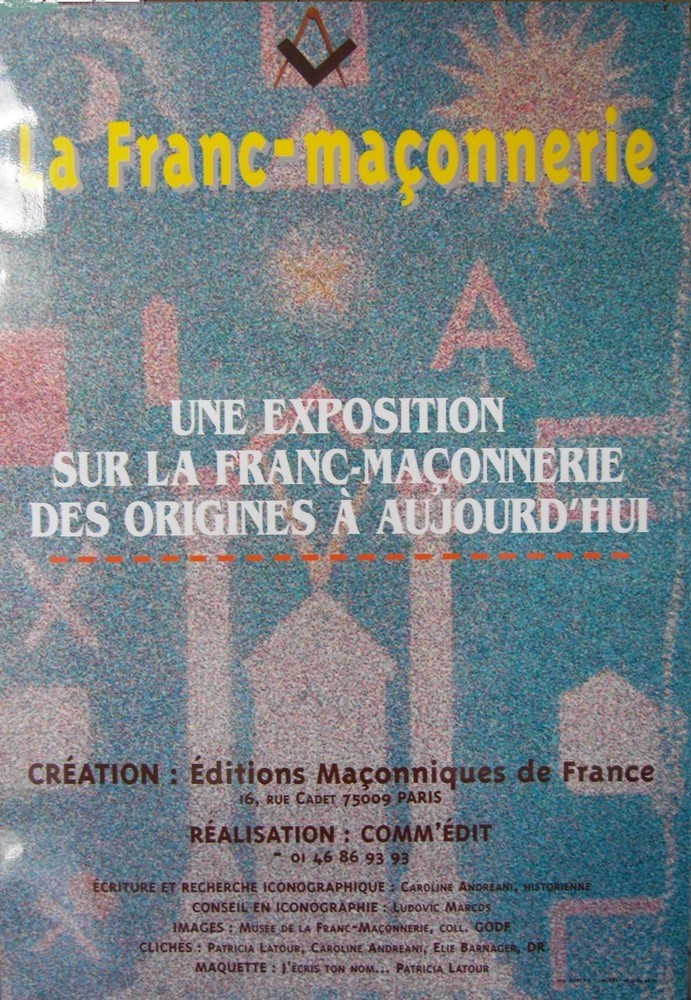 La Franc-maçonnerie
UNE EXPOSITION
SUR LA FRANC-MAÇONNERIE
DES ORIGINES À AUJOURD'HUI
CRÉATION : Éditions Maçonniques de France
16, RUE CADET 75009 PARIS
RÉALISATION : COMM'ÉDIT
- 01 46 86 93 93
ÉCRITURE ET RECHERCHE ICONOGRAPHIQUE : CAROLINE ANDREANI, HISTORIENNE
CONSEIL EN ICONOGRAPHIE : LUDOVIC MARCOS
IMAGES : MUSÉE DE LA FRANC-MAÇONNERIE, COLL. GODF
CLICHÉS : PATRICIA LATOUR, CAROLINE ANDREANI, ELIE BARNAGER, DR
MAQUETTE : J'ÉCRIS TON NOM... PATRICIA LATOUR